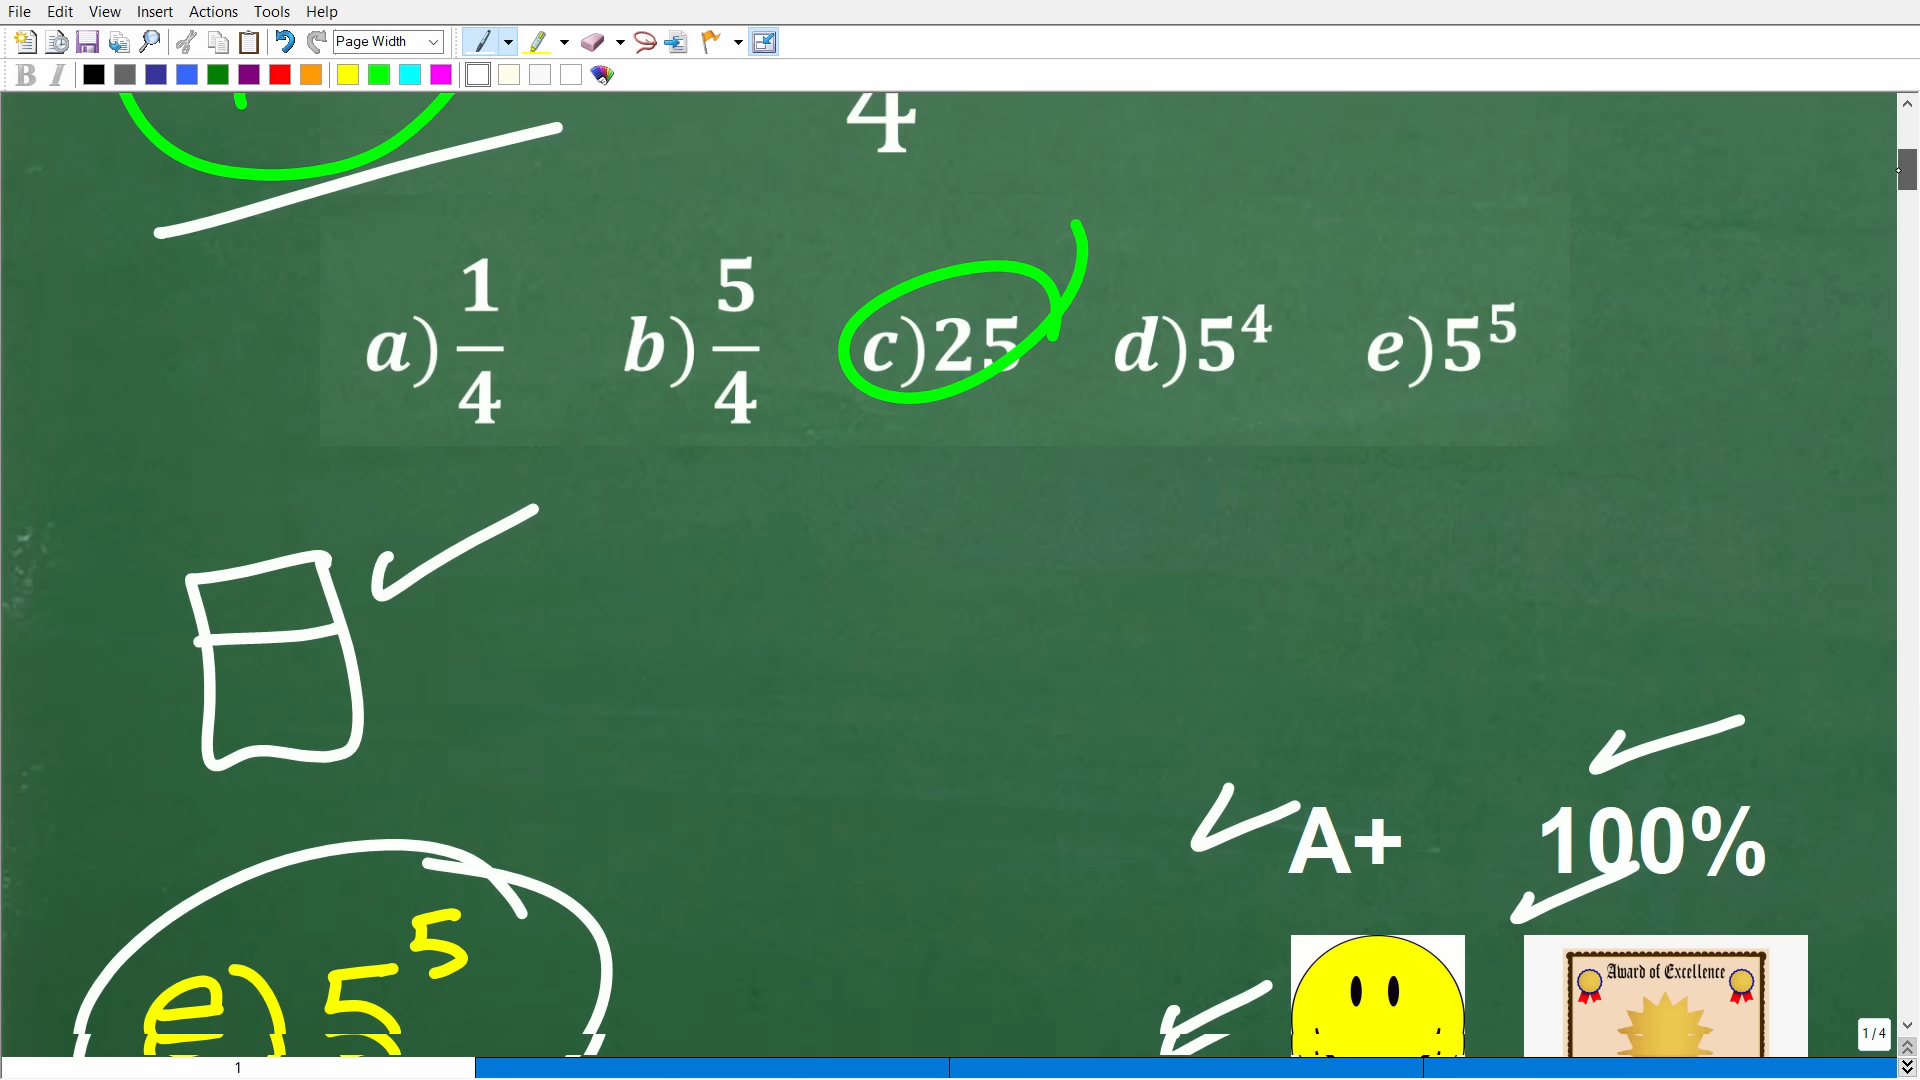 File Edit View Insert Actions Tools Help
Page Width
B I
4
a) 1/4 b) 5/4 c) 25 d) 5⁴ e) 5⁵
A+ 100%
e) 5⁵
Award of Excellence
1 / 4
1